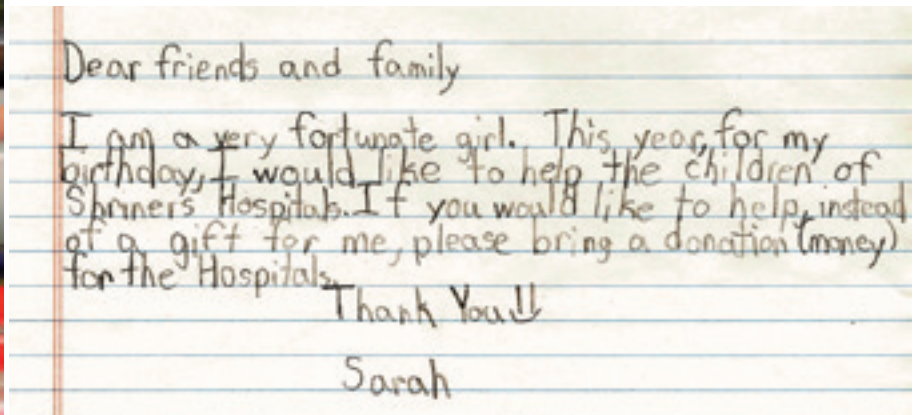 Dear friends and family
I am a very fortunate girl. This year, for my
birthday, I would like to help the children of
Shriners Hospitals. If you would like to help, instead
of a gift for me, please bring a donation (money)
for the Hospitals.
Thank You!!
Sarah